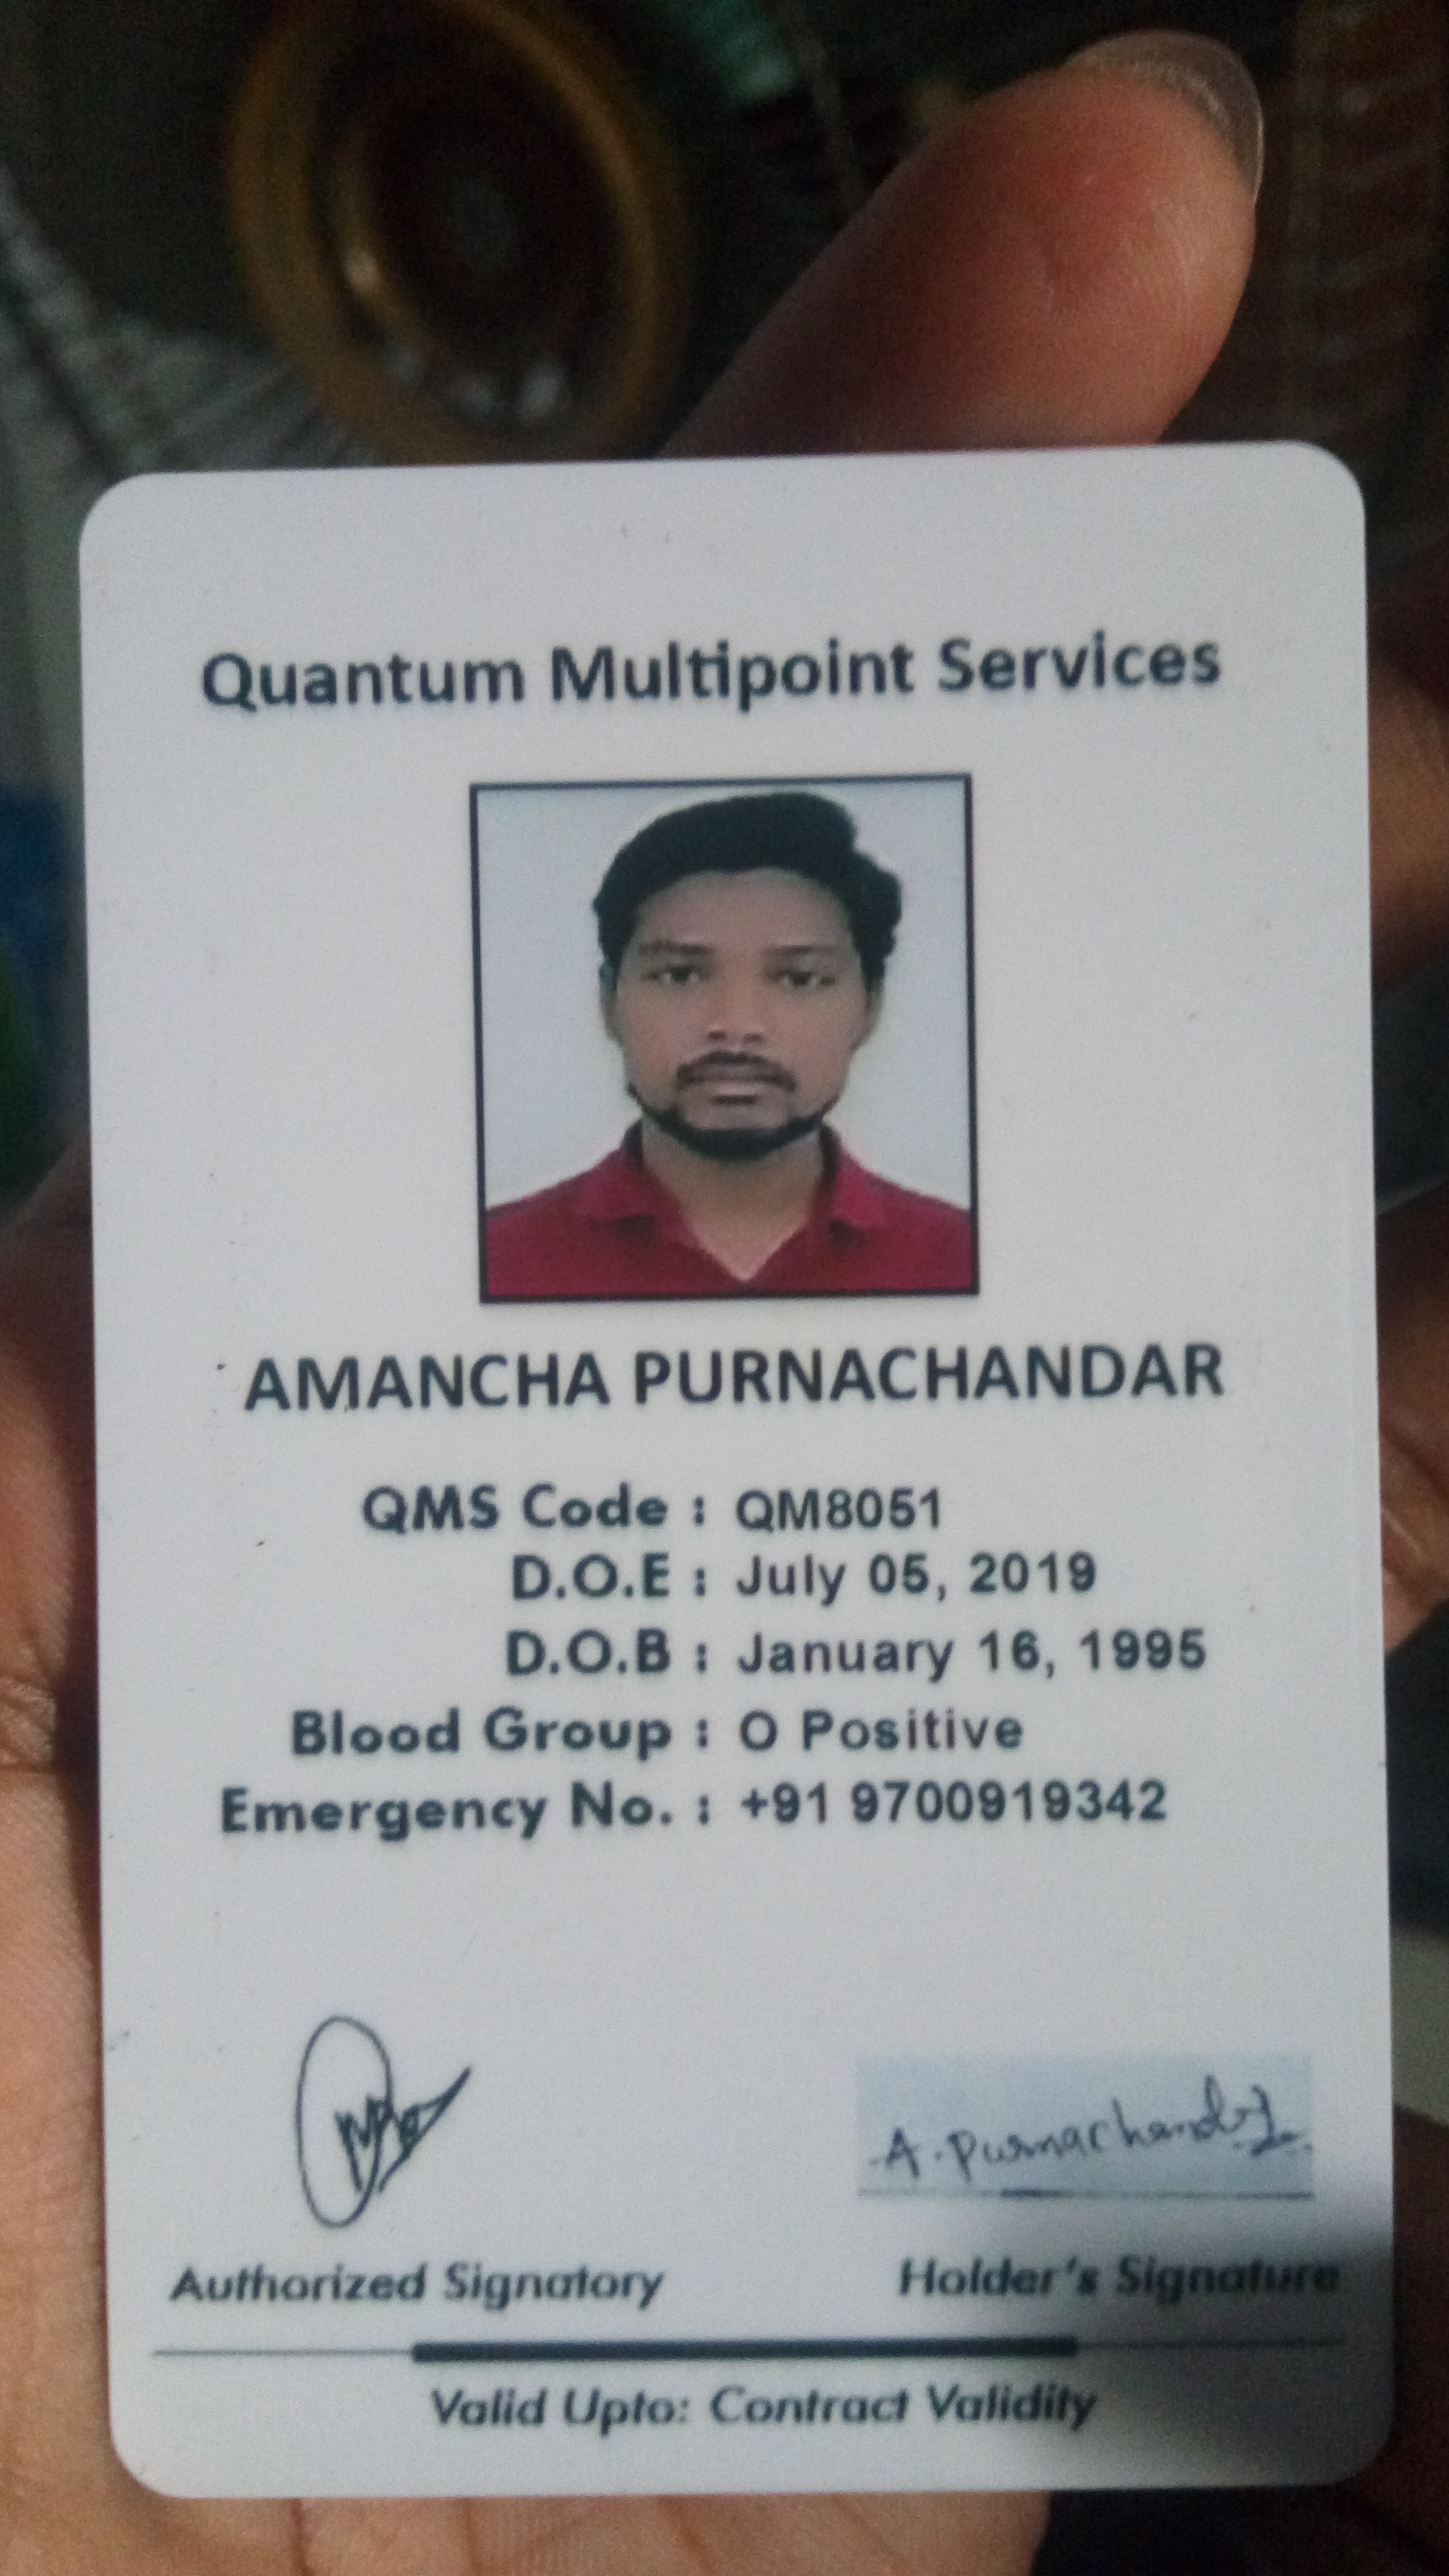 Quantum Multipoint Services
AMANCHA PURNACHANDAR
QMS Code : QM8051
D.O.E : July 05, 2019
D.O.B : January 16, 1995
Blood Group : O Positive
Emergency No. : +91 9700919342
A. Purnachandar
Authorized Signatory
Holder's Signature
Valid Upto: Contract Validity